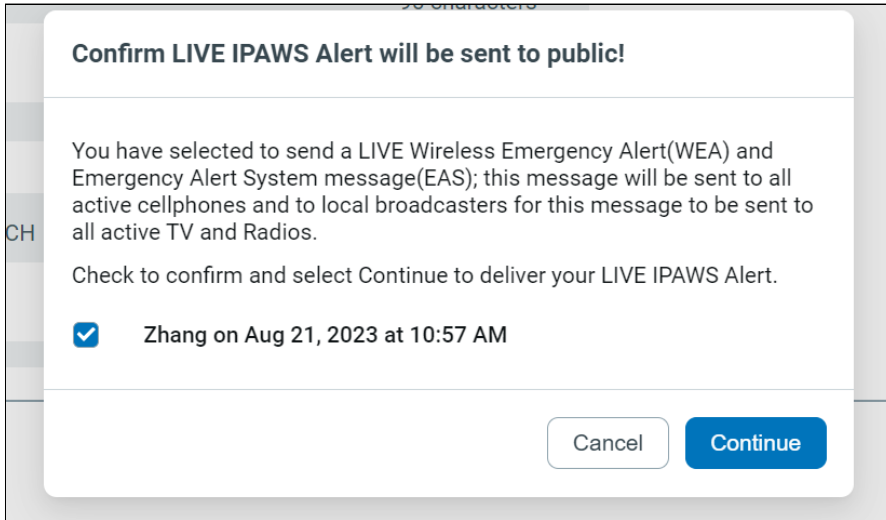 90 characters
Confirm LIVE IPAWS Alert will be sent to public!
You have selected to send a LIVE Wireless Emergency Alert(WEA) and
Emergency Alert System message(EAS); this message will be sent to all
active cellphones and to local broadcasters for this message to be sent to
all active TV and Radios.
CH
Check to confirm and select Continue to deliver your LIVE IPAWS Alert.
Zhang on Aug 21, 2023 at 10:57 AM
Cancel
Continue